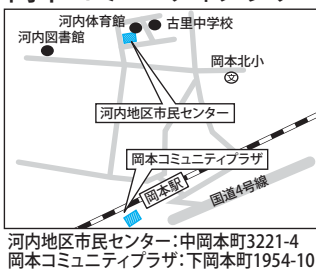 河内体育館
古里中学校
河内図書館
岡本北小
文
河内地区市民センター
岡本コミュニティプラザ
岡本駅
国道4号線
河内地区市民センター：中岡本町3221-4
岡本コミュニティプラザ：下岡本町1954-10